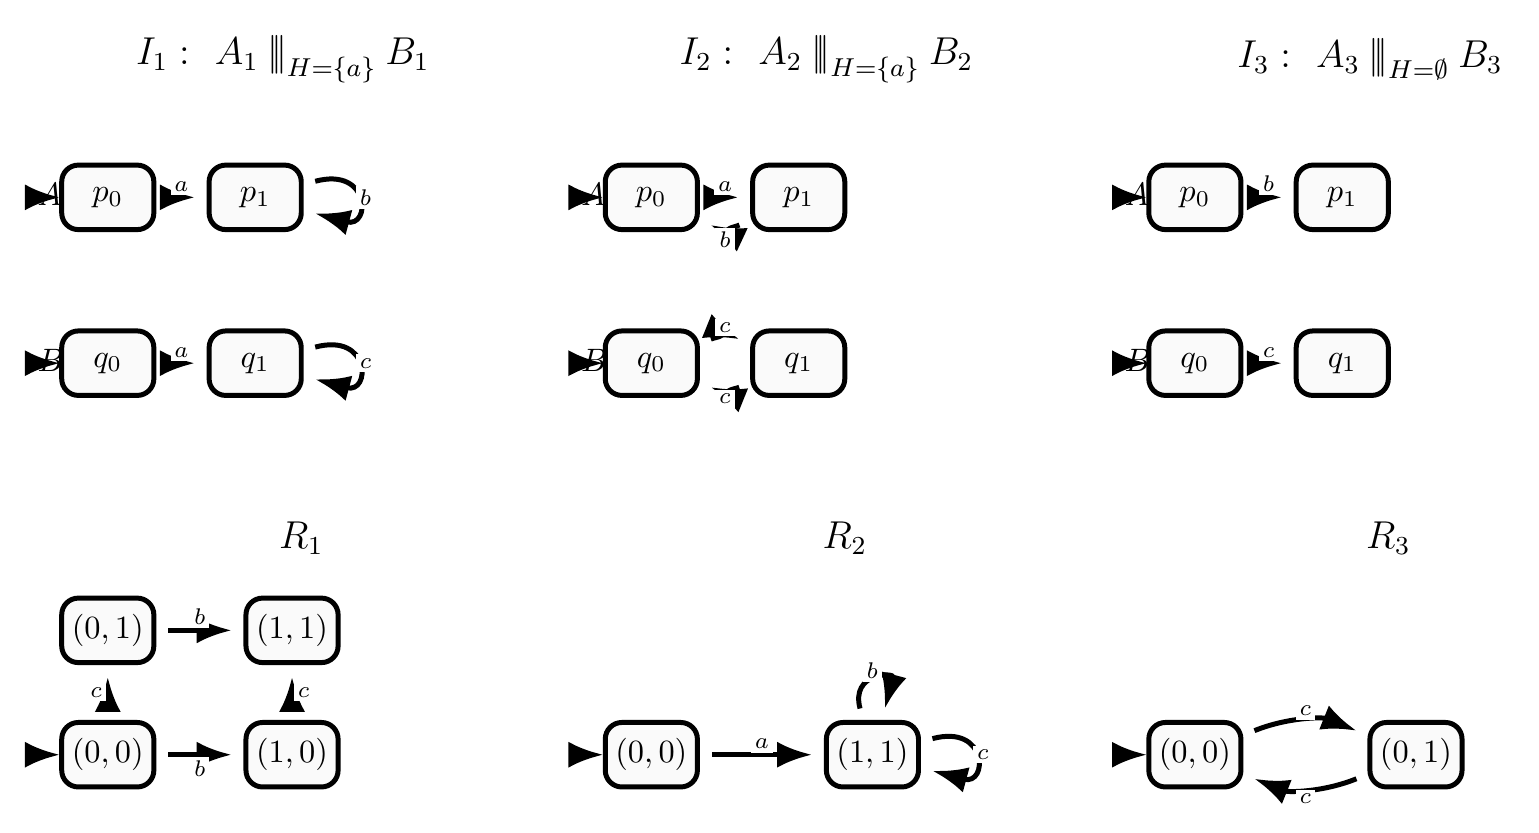 I₁ : A₁ |||_{H={a}} B₁
I₂ : A₂ |||_{H={a}} B₂
I₃ : A₃ |||_{H=∅} B₃
A p₀ a p₁ b
A p₀ a p₁
b
A p₀ b p₁
B q₀ a q₁ c
c
B q₀ q₁
c
B q₀ c q₁
R₁
R₂
R₃
(0, 1) b (1, 1)
c c
(0, 0) b (1, 0)
b
(0, 0) a (1, 1) c
c
(0, 0) (0, 1)
c